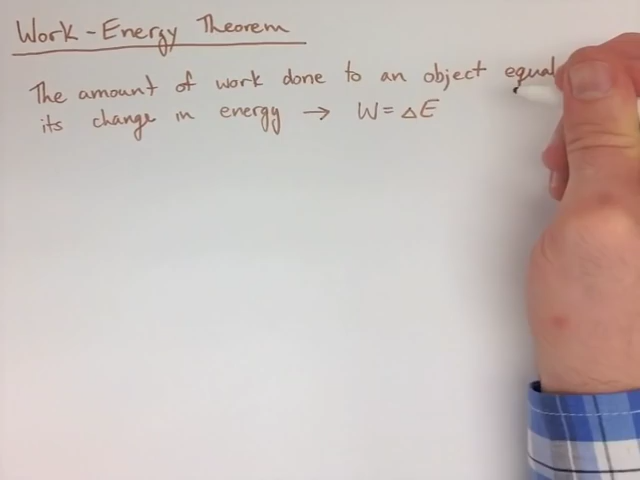 Work-Energy Theorem
The amount of work done to an object equal
its change in energy → W = ΔE